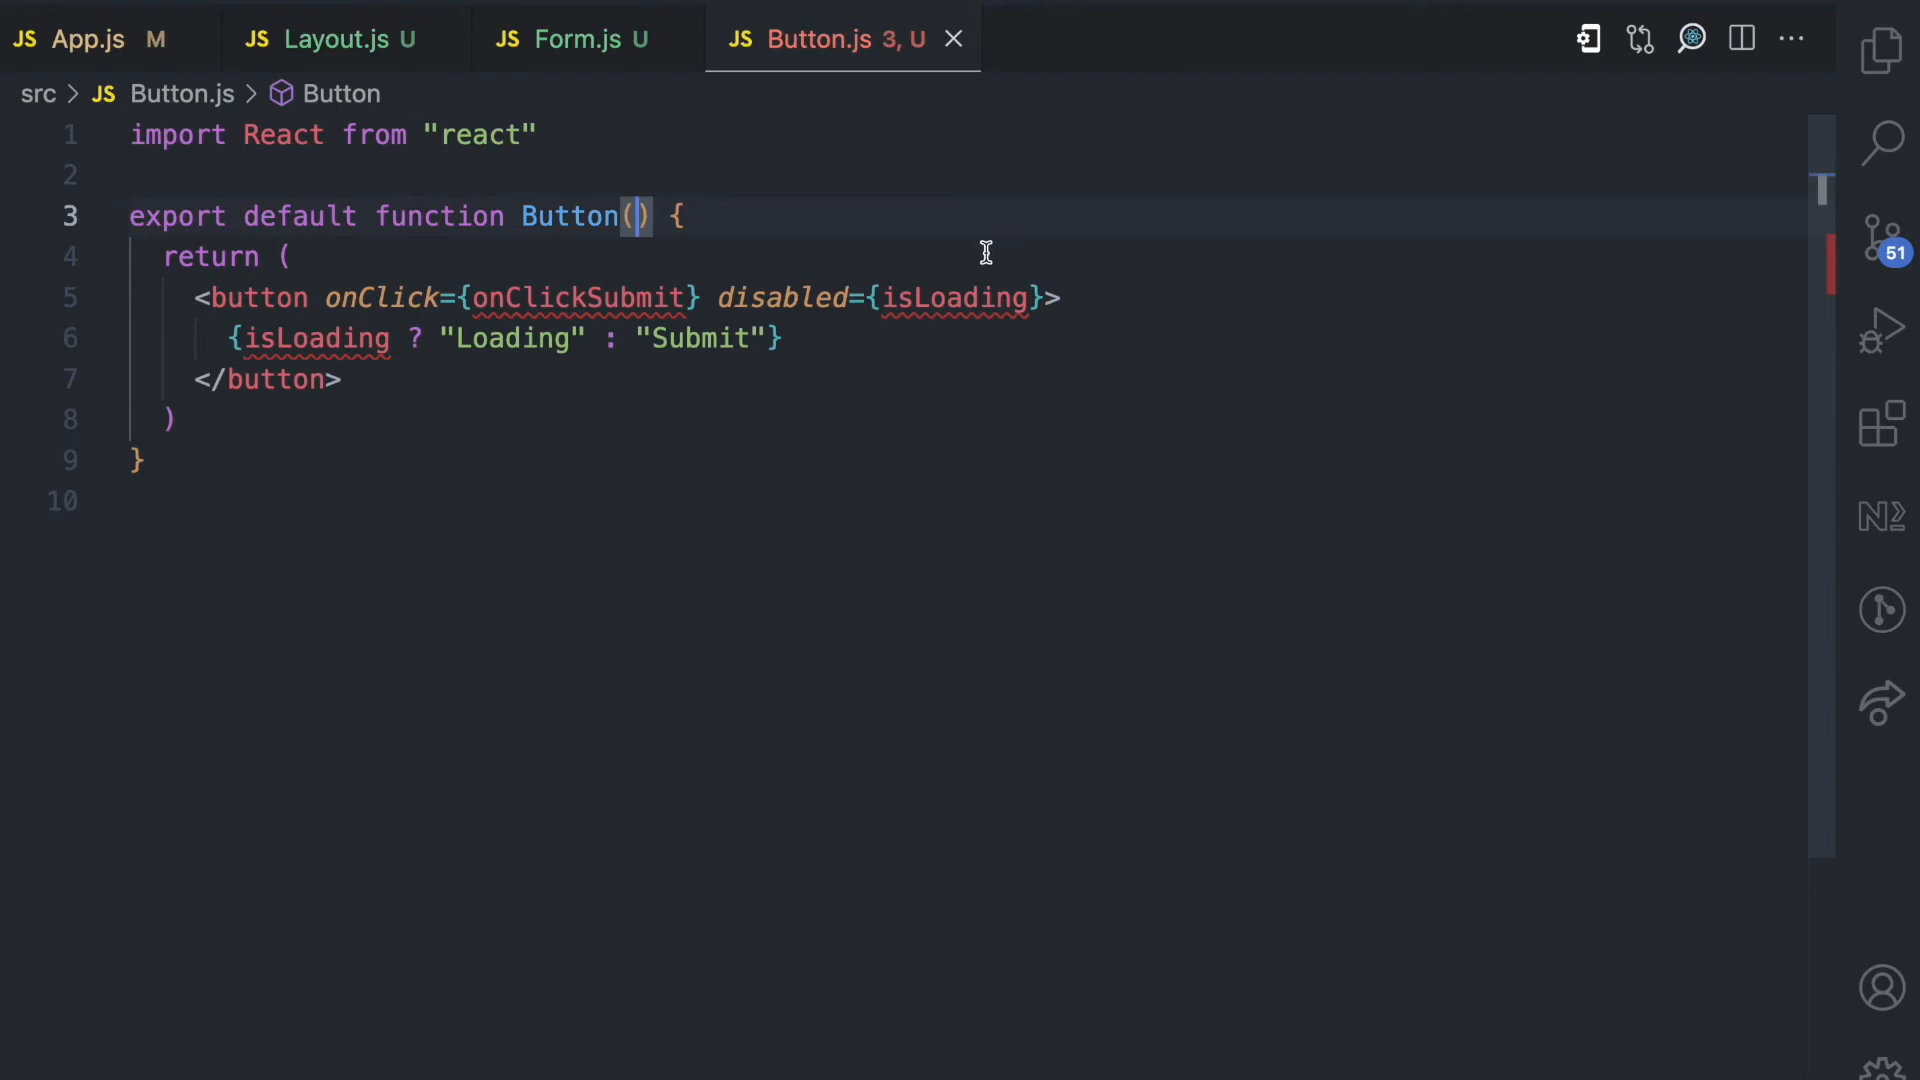 JS App.js M JS Layout.js U JS Form.js U JS Button.js 3, U
src > JS Button.js > Button
1 import React from "react"
2
3 export default function Button() {
4 return (
5 <button onClick={onClickSubmit} disabled={isLoading}>
6 {isLoading ? "Loading" : "Submit"}
7 </button>
8 )
9 }
10
51